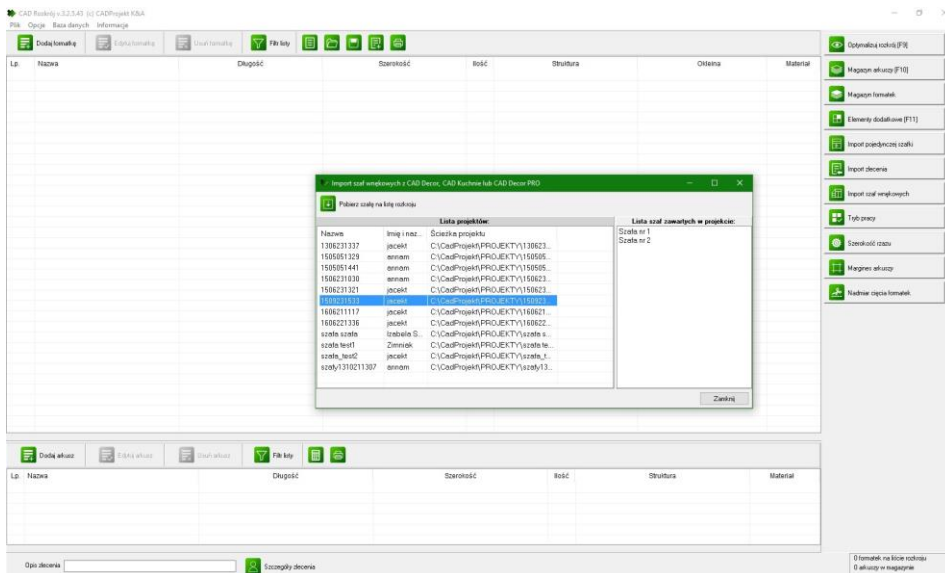 CAD Rozkrój v.3.2.3.43 (c) CADProjekt K&A
Plik Opcje Baza danych Informacje
Dodaj formatkę Edytuj formatkę Usuń formatkę Filtr listy
Lp. Nazwa Długość Szerokość Ilość Struktura Okleina Materiał
Optymalizuj rozkrój [F9]
Magazyn arkuszy [F10]
Magazyn formatek
Elementy dodatkowe [F11]
Import pojedynczej szafki
Import zlecenia
Import szaf wnękowych
Tryb pracy
Szerokość rzazu
Margines arkuszy
Nadmiar cięcia formatek
Import szaf wnękowych z CAD Decor, CAD Kuchnie lub CAD Decor PRO
Pobierz szafę na listę rozkroju
Lista projektów: Lista szaf zawartych w projekcie:
Nazwa Imię i naz... Ścieżka projektu
Szafa nr 1
Szafa nr 2
1306231337 jacekt C:\CadProjekt\PROJEKTY\130623...
1505051329 annam C:\CadProjekt\PROJEKTY\150505...
1505051441 annam C:\CadProjekt\PROJEKTY\150505...
1506231030 annam C:\CadProjekt\PROJEKTY\150623...
1506231321 jacekt C:\CadProjekt\PROJEKTY\150623...
1509231533 jacekt C:\CadProjekt\PROJEKTY\150923...
1606211117 jacekt C:\CadProjekt\PROJEKTY\160621...
1606221336 jacekt C:\CadProjekt\PROJEKTY\160622...
szafa szafa Izabela S... C:\CadProjekt\PROJEKTY\szafa s...
szafa test1 Zimniak C:\CadProjekt\PROJEKTY\szafa te...
szafa_test2 jacekt C:\CadProjekt\PROJEKTY\szafa_t...
szafy1310211307 annam C:\CadProjekt\PROJEKTY\szafy13...
Zamknij
Dodaj arkusz Edytuj arkusz Usuń arkusz Filtr listy
Lp. Nazwa Długość Szerokość Ilość Struktura Materiał
Opis zlecenia Szczegóły zlecenia
0 formatek na liście rozkroju
0 arkuszy w magazynie